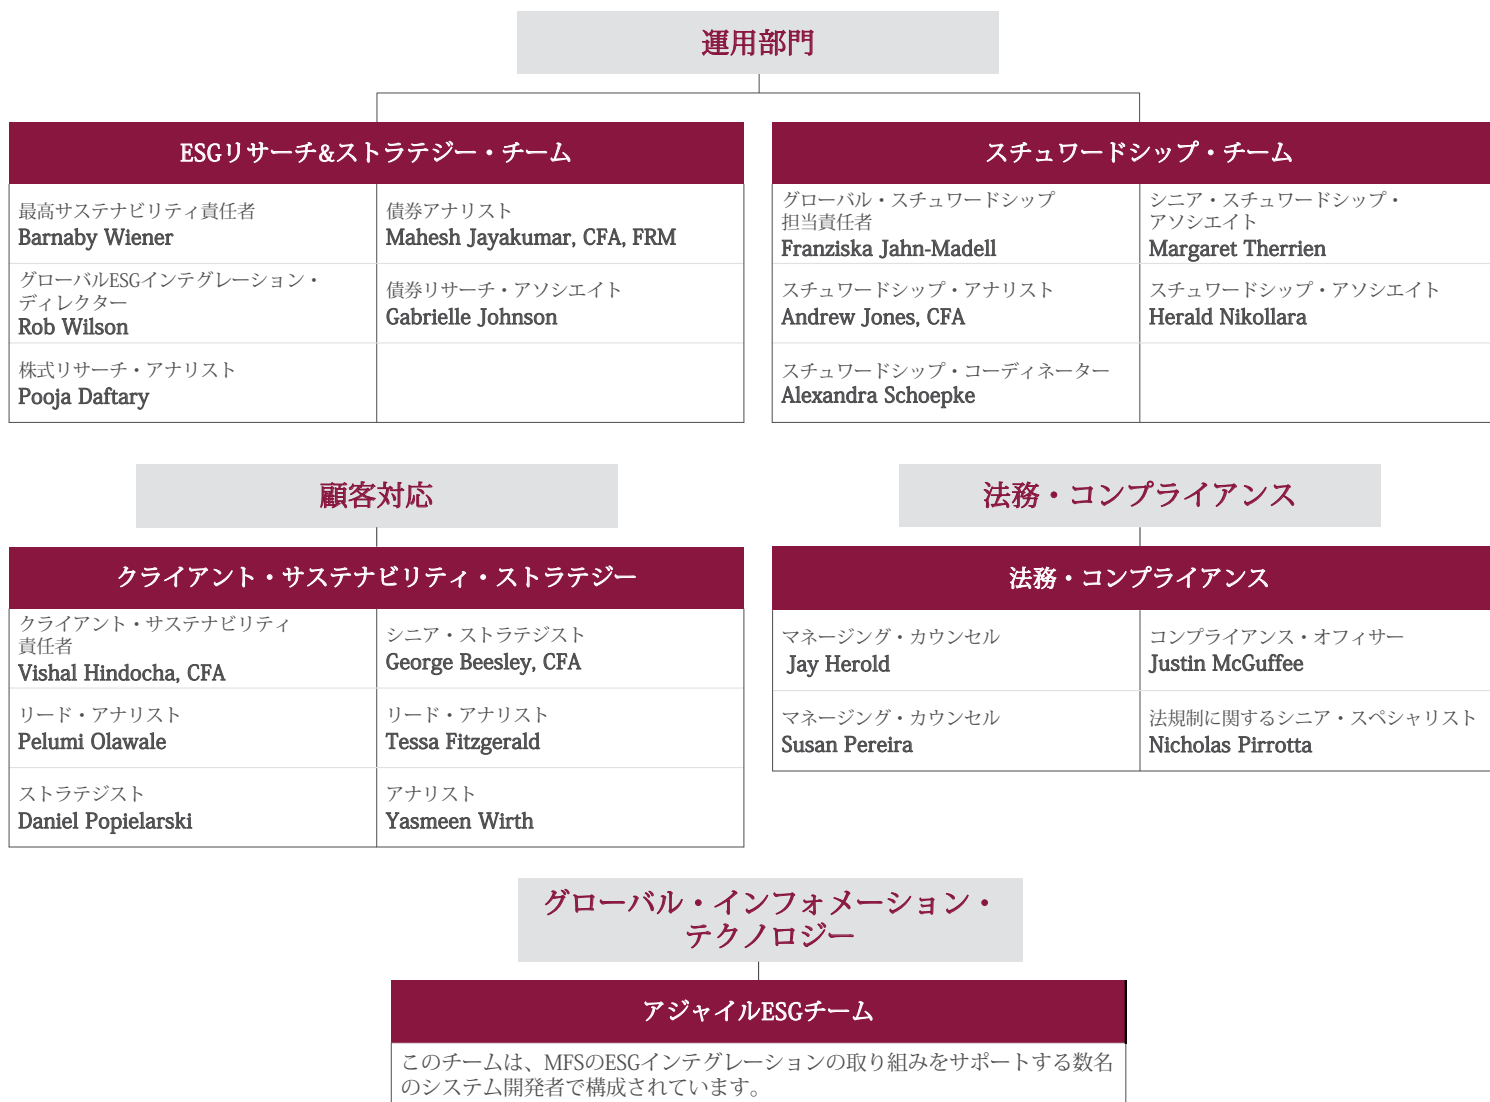 運用部門
ESGリサーチ&ストラテジー・チーム
最高サステナビリティ責任者
Barnaby Wiener
債券アナリスト
Mahesh Jayakumar, CFA, FRM
グローバルESGインテグレーション・
ディレクター
Rob Wilson
債券リサーチ・アソシエイト
Gabrielle Johnson
株式リサーチ・アナリスト
Pooja Daftary
スチュワードシップ・チーム
グローバル・スチュワードシップ
担当責任者
Franziska Jahn-Madell
シニア・スチュワードシップ・
アソシエイト
Margaret Therrien
スチュワードシップ・アナリスト
Andrew Jones, CFA
スチュワードシップ・アソシエイト
Herald Nikollara
スチュワードシップ・コーディネーター
Alexandra Schoepke
顧客対応
クライアント・サステナビリティ・ストラテジー
クライアント・サステナビリティ
責任者
Vishal Hindocha, CFA
シニア・ストラテジスト
George Beesley, CFA
リード・アナリスト
Pelumi Olawale
リード・アナリスト
Tessa Fitzgerald
ストラテジスト
Daniel Popielarski
アナリスト
Yasmeen Wirth
法務・コンプライアンス
法務・コンプライアンス
マネージング・カウンセル
Jay Herold
コンプライアンス・オフィサー
Justin McGuffee
マネージング・カウンセル
Susan Pereira
法規制に関するシニア・スペシャリスト
Nicholas Pirrotta
グローバル・インフォメーション・
テクノロジー
アジャイルESGチーム
このチームは、MFSのESGインテグレーションの取り組みをサポートする数名
のシステム開発者で構成されています。